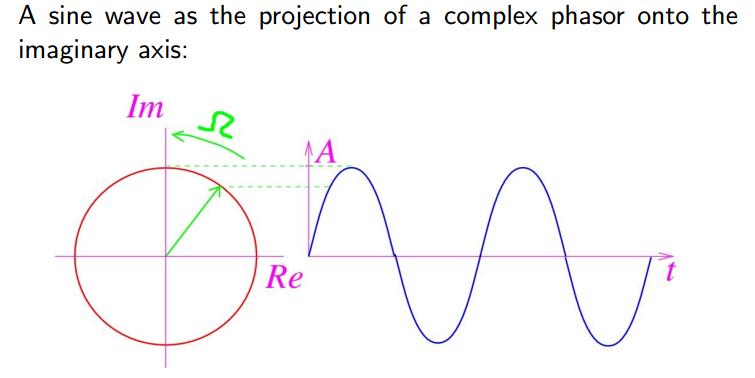 A sine wave as the projection of a complex phasor onto the
imaginary axis:
Im
Ω
A
Re
t